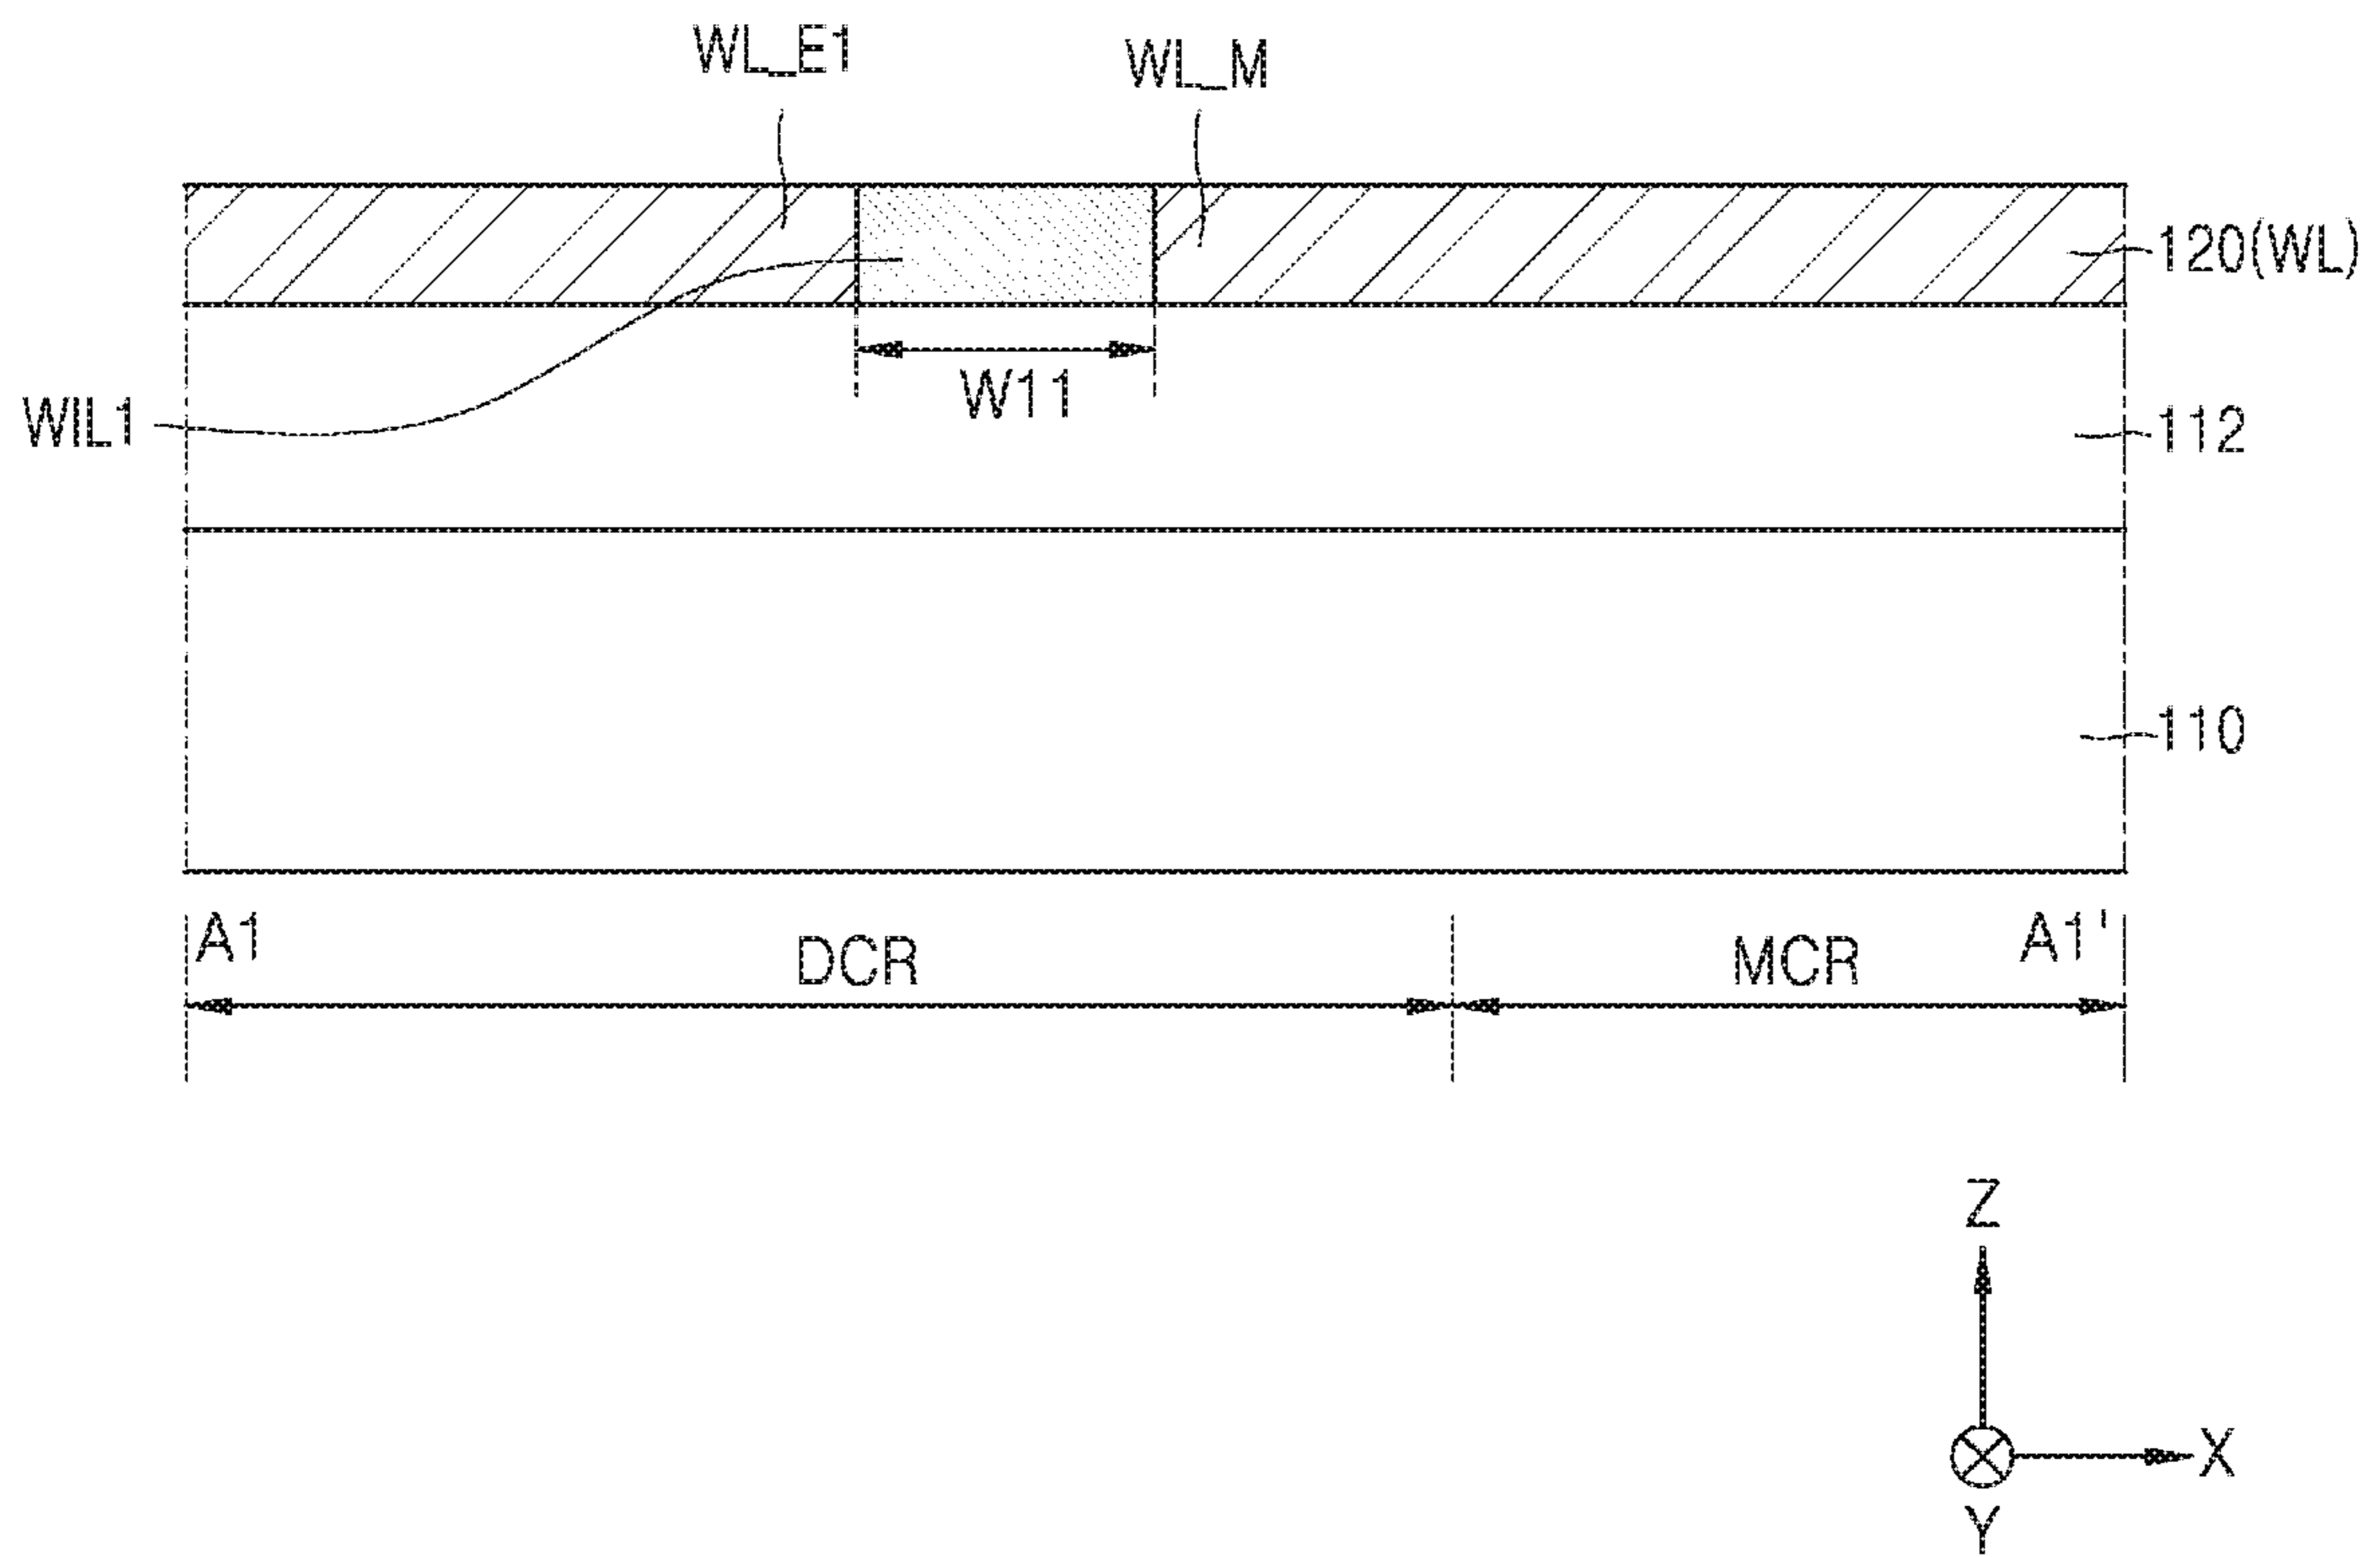 WL_E1
WL_M
120(WL)
W11
WIL1
112
110
A1
DCR
MCR
A1'
Z
X
Y